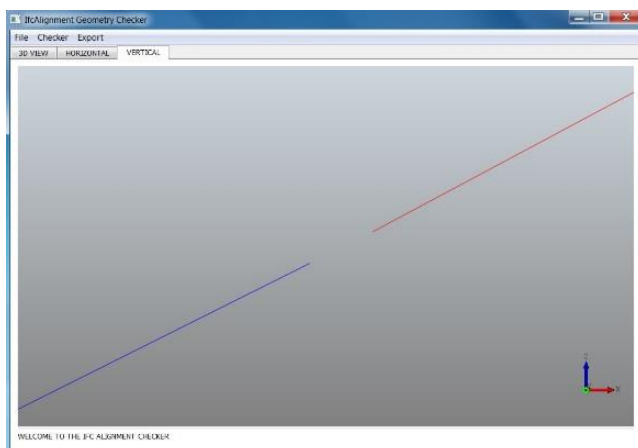 IfcAlignment Geometry Checker
File Checker Export
3D VIEW HORIZONTAL VERTICAL
Z
X
WELCOME TO THE IFC ALIGNMENT CHECKER